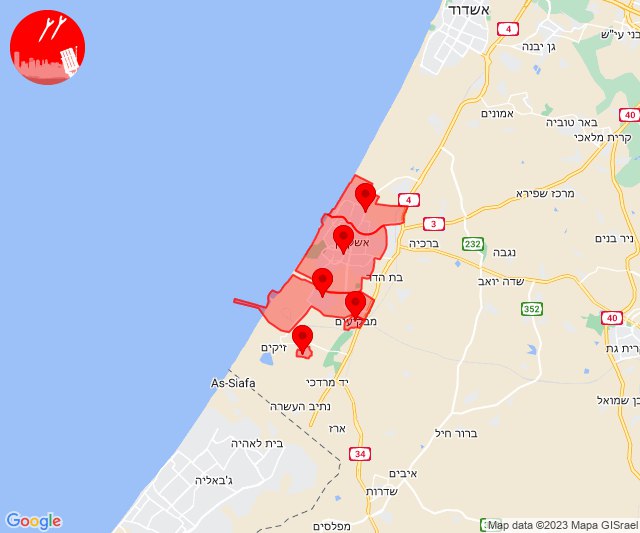 אשדוד
4
גן יבנה
בני עי"ש
40
אמונים
באר טוביה
קרית מלאכי
4
מרכז שפירא
3
ברכיה
232
נגבה
ניר בנים
בת הדר
שדה יואב
352
40
מבקיעים
זיקים
קרית גת
As-Siafa
יד מרדכי
נתיב העשרה
ארז
ברור חיל
בית לאהיה
34
ג'באליה
איבים
שדרות
מפלסים
Google
Map data ©2023 Mapa GISrael